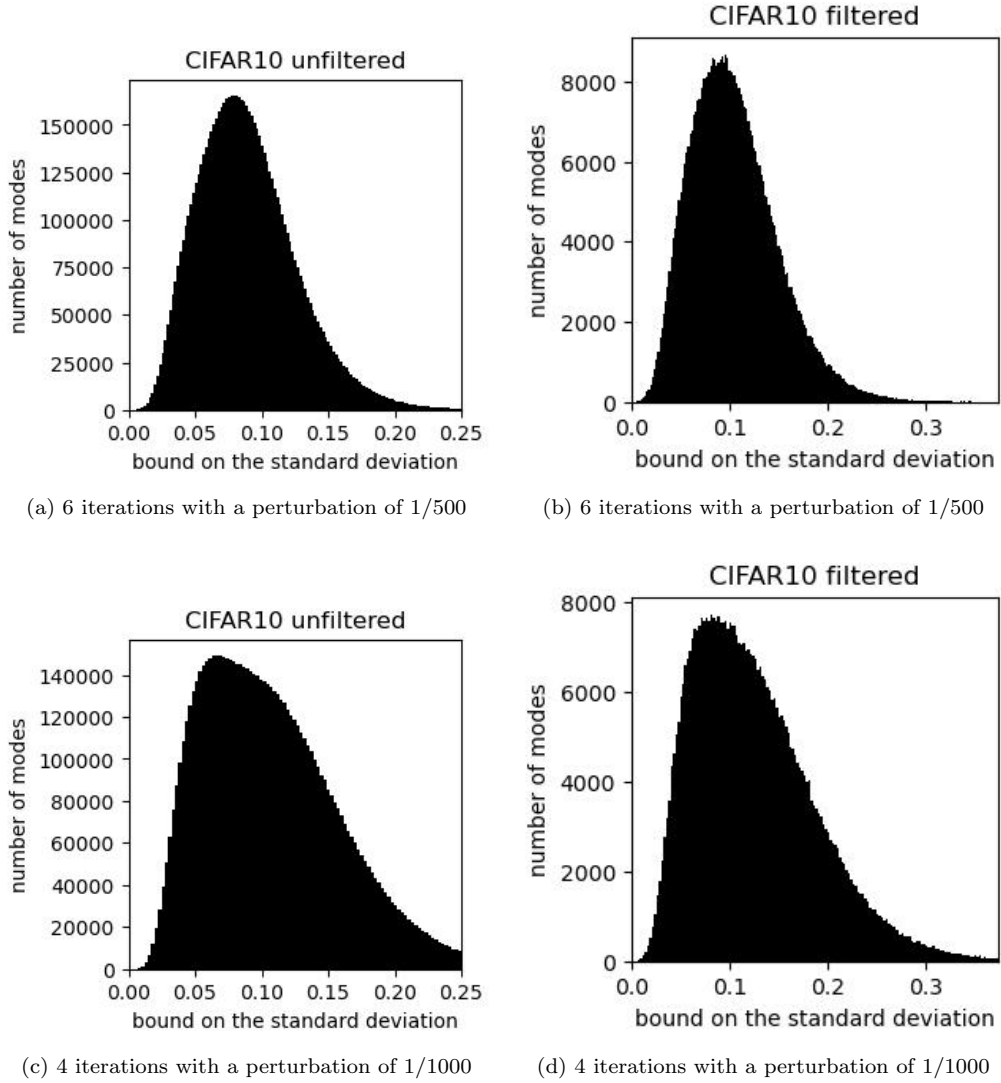 CIFAR10 unfiltered
number of modes
150000
125000
100000
75000
50000
25000
0
0.00 0.05 0.10 0.15 0.20 0.25
bound on the standard deviation
(a) 6 iterations with a perturbation of 1/500
CIFAR10 filtered
number of modes
8000
6000
4000
2000
0
0.0 0.1 0.2 0.3
bound on the standard deviation
(b) 6 iterations with a perturbation of 1/500
CIFAR10 unfiltered
number of modes
140000
120000
100000
80000
60000
40000
20000
0
0.00 0.05 0.10 0.15 0.20 0.25
bound on the standard deviation
(c) 4 iterations with a perturbation of 1/1000
CIFAR10 filtered
number of modes
8000
6000
4000
2000
0
0.0 0.1 0.2 0.3
bound on the standard deviation
(d) 4 iterations with a perturbation of 1/1000